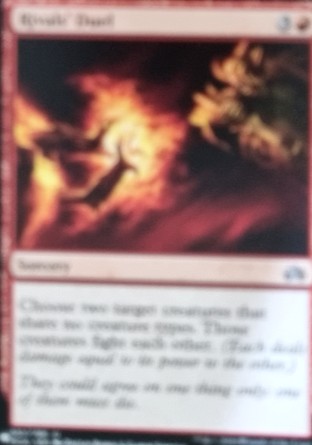 Rivals' Duel
3
Sorcery
Choose two target creatures that
share no creature types. Those
creatures fight each other. (Each deals
damage equal to its power to the other.)
They could agree on one thing only: one
of them must die.